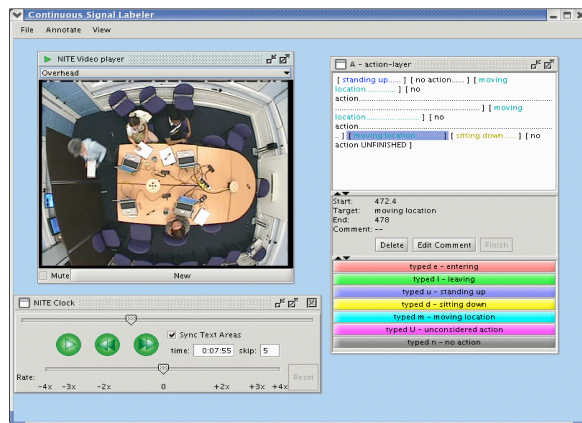 Continuous Signal Labeler
File Annotate View
NITE Video player
Overhead
Mute New
NITE Clock
Sync Text Areas
time: 0:07:55 skip: 5
Rate:
-4x -3x -2x 0 +2x +3x +4x
Reset
A - action-layer
[ standing up...... ] [ no action...... ] [ moving
location............... ] [ no
action.......................................................................
..................................................... ] [ moving
location...................... ] [ no
action.......................................................................
.. ] [ moving location............ ] [ sitting down...... ] [ no
action UNFINISHED ]
Start: 472.4
Target: moving location
End: 478
Comment: --
Delete Edit Comment Finish
typed e - entering
typed l - leaving
typed u - standing up
typed d - sitting down
typed m - moving location
typed U - unconsidered action
typed n - no action